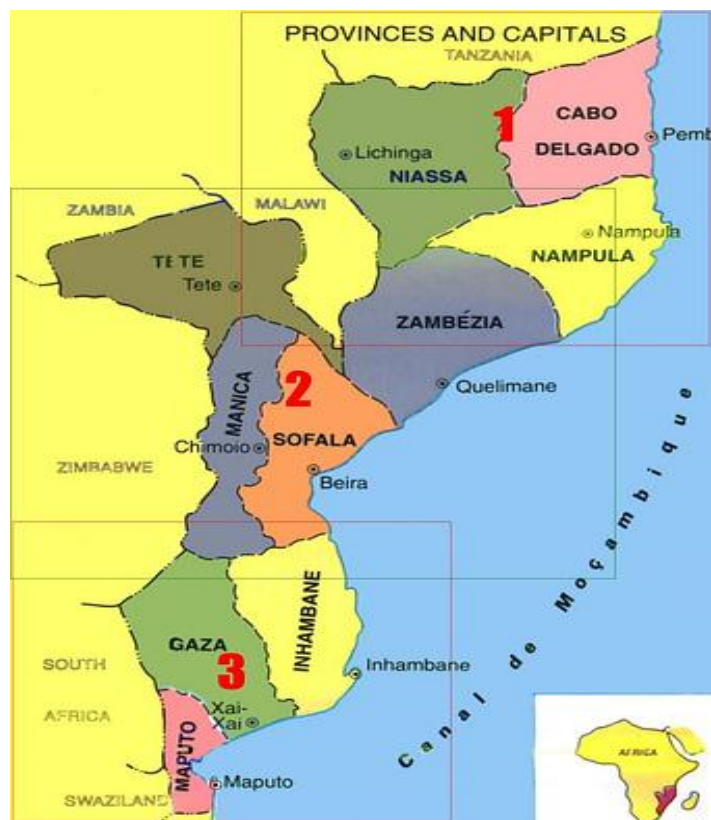 PROVINCES AND CAPITALS
TANZANIA
1
CABO
DELGADO
Pemb
Lichinga
NIASSA
MALAWI
ZAMBIA
Nampula
NAMPULA
TETE
Tete
ZAMBÉZIA
2
MANICA
Quelimane
SOFALA
Chimoio
ZIMBABWE
Beira
Canal de Moçambique
INHAMBANE
GAZA
3
SOUTH
AFRICA
Inhambane
Xai-
Xai
MAPUTO
Maputo
SWAZILAND
AFRICA